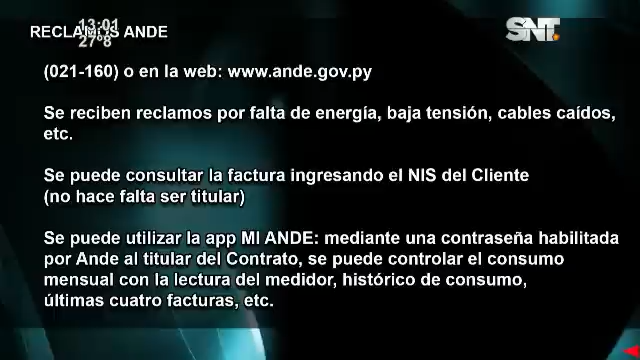 13:01
27°8
RECLAMOS ANDE
SNT
(021-160) o en la web: www.ande.gov.py
Se reciben reclamos por falta de energía, baja tensión, cables caídos,
etc.
Se puede consultar la factura ingresando el NIS del Cliente
(no hace falta ser titular)
Se puede utilizar la app MI ANDE: mediante una contraseña habilitada
por Ande al titular del Contrato, se puede controlar el consumo
mensual con la lectura del medidor, histórico de consumo,
últimas cuatro facturas, etc.